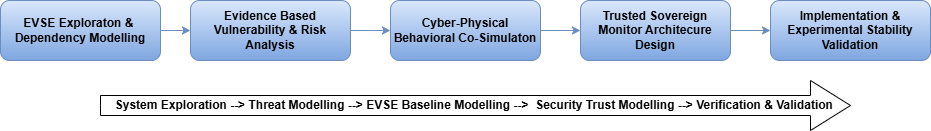 EVSE Exploraton &
Dependency Modelling
Evidence Based
Vulnerability & Risk
Analysis
Cyber-Physical
Behavioral Co-Simulaton
Trusted Sovereign
Monitor Architecure
Design
Implementation &
Experimental Stability
Validation
System Exploration --> Threat Modelling --> EVSE Baseline Modelling --> Security Trust Modelling --> Verification & Validation